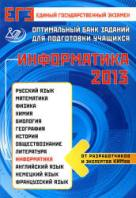 ЕГЭ
ЕДИНЫЙ ГОСУДАРСТВЕННЫЙ ЭКЗАМЕН
ОПТИМАЛЬНЫЙ БАНК ЗАДАНИЙ
ДЛЯ ПОДГОТОВКИ УЧАЩИХСЯ
ИНФОРМАТИКА
2013
РУССКИЙ ЯЗЫК
МАТЕМАТИКА
ФИЗИКА
ХИМИЯ
БИОЛОГИЯ
ГЕОГРАФИЯ
ИСТОРИЯ
ОБЩЕСТВОЗНАНИЕ
ЛИТЕРАТУРА
ИНФОРМАТИКА
АНГЛИЙСКИЙ ЯЗЫК
НЕМЕЦКИЙ ЯЗЫК
ФРАНЦУЗСКИЙ ЯЗЫК
ОТ РАЗРАБОТЧИКОВ
И ЭКСПЕРТОВ КИМов